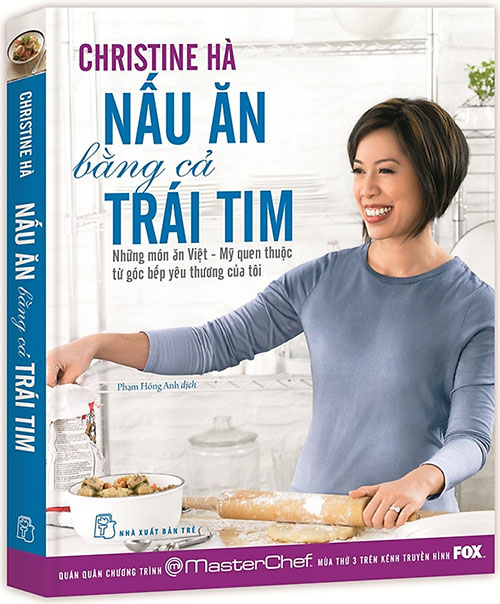 CHRISTINE HÀ
NẤU ĂN
bằng cả
TRÁI TIM
Những món ăn Việt - Mỹ quen thuộc
từ góc bếp yêu thương của tôi
Phạm Hồng Anh dịch
NHÀ XUẤT BẢN TRẺ
QUÁN QUÂN CHƯƠNG TRÌNH MasterChef. MÙA THỨ 3 TRÊN KÊNH TRUYỀN HÌNH FOX.
CHRISTINE HÀ
NẤU ĂN bằng cả TRÁI TIM